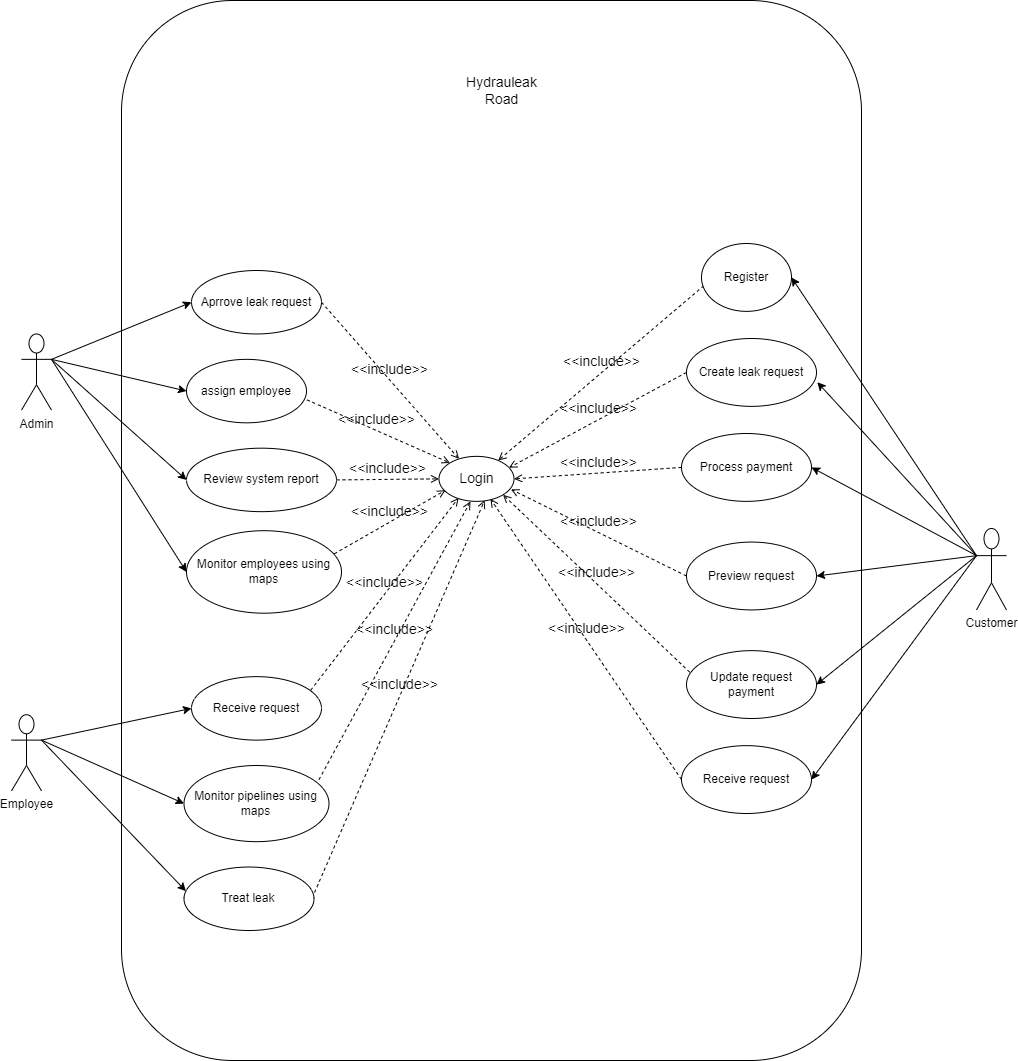 Hydrauleak
Road
Register
Aprrove leak request
<<include>>
<<include>>
Create leak request
assign employee
<<include>>
<<include>>
Admin
Process payment
<<include>>
<<include>>
Review system report
Login
<<include>>
<<include>>
Monitor employees using
maps
<<include>>
Preview request
<<include>>
Customer
<<include>>
<<include>>
Update request
payment
<<include>>
Receive request
Receive request
Monitor pipelines using
maps
Employee
Treat leak